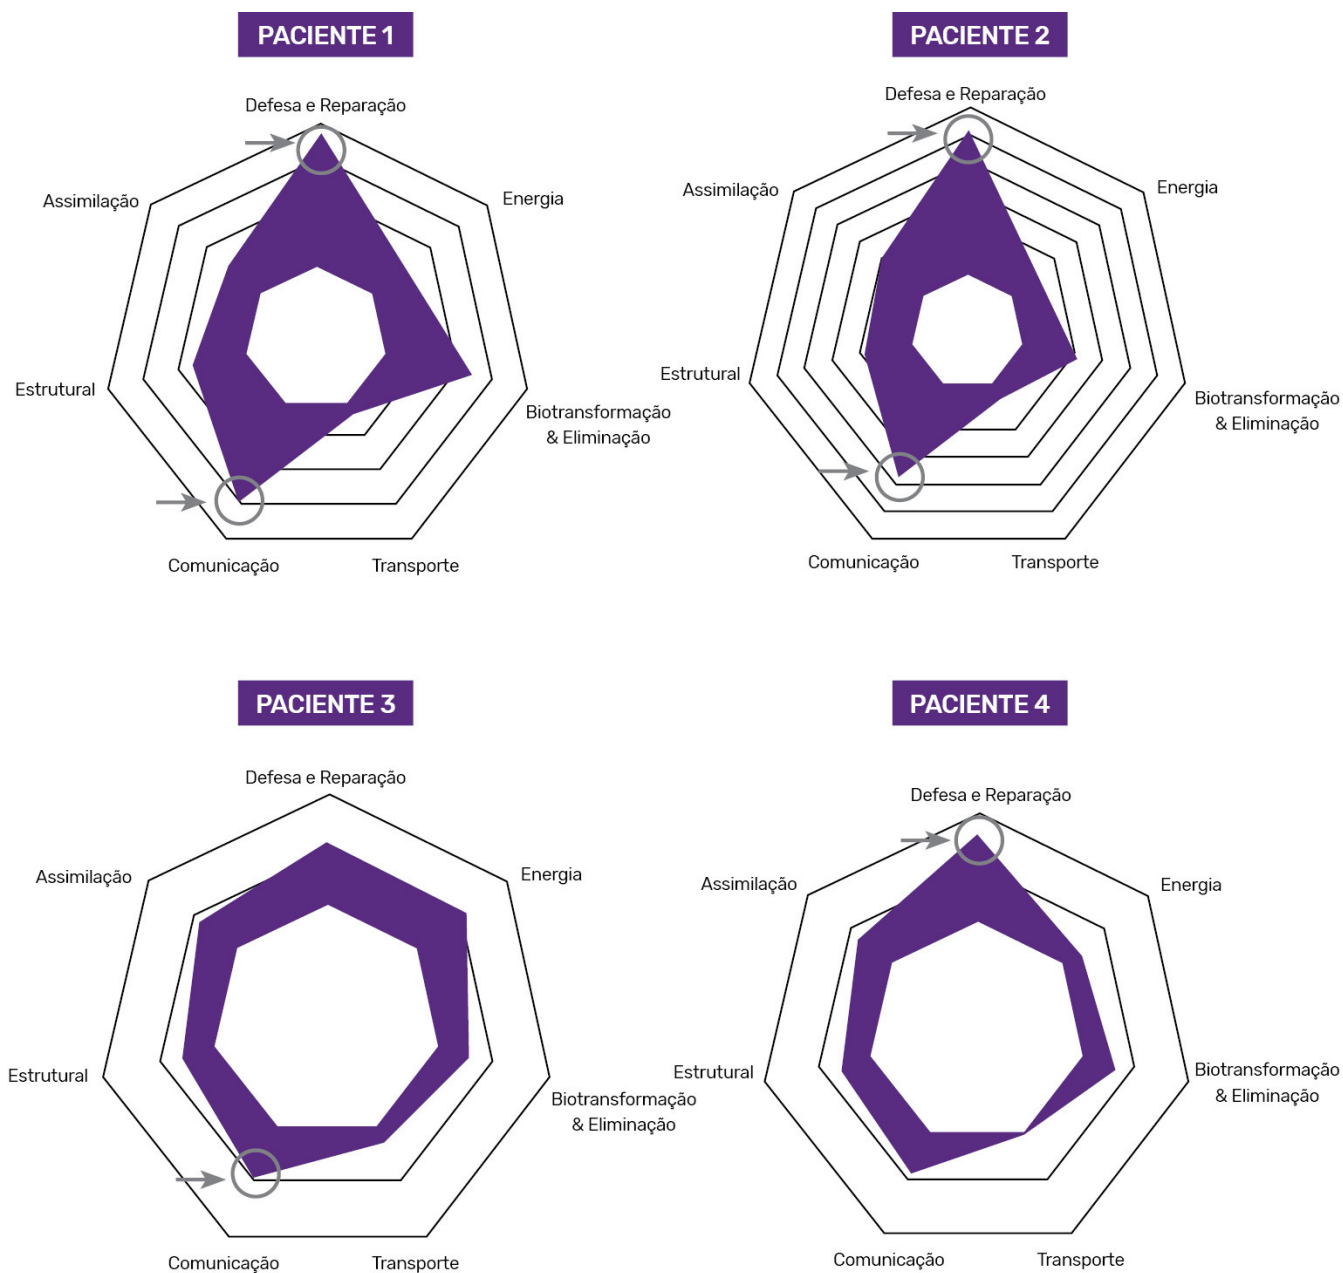 PACIENTE 1
Defesa e Reparação
Assimilação
Energia
Estrutural
Biotransformação
& Eliminação
Comunicação
Transporte
PACIENTE 2
Defesa e Reparação
Assimilação
Energia
Estrutural
Biotransformação
& Eliminação
Comunicação
Transporte
PACIENTE 3
Defesa e Reparação
Assimilação
Energia
Estrutural
Biotransformação
& Eliminação
Comunicação
Transporte
PACIENTE 4
Defesa e Reparação
Assimilação
Energia
Estrutural
Biotransformação
& Eliminação
Comunicação
Transporte